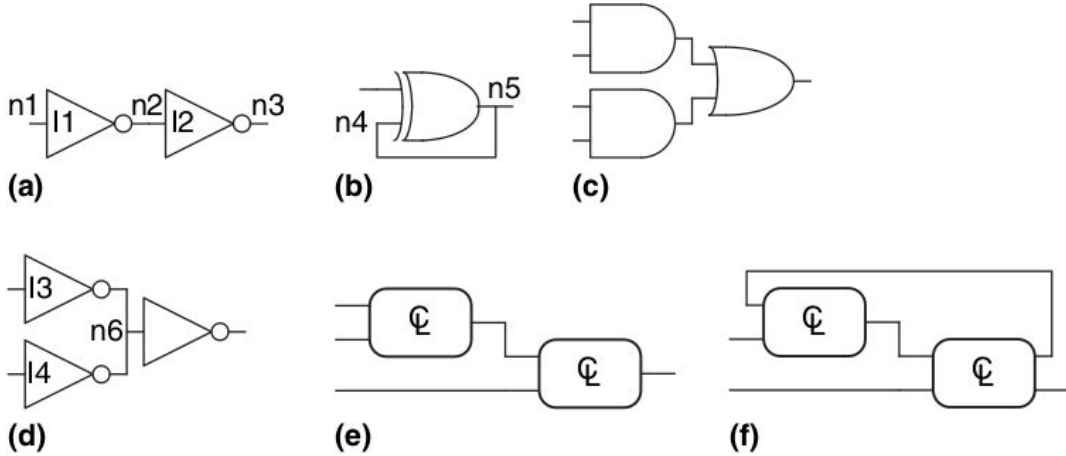 n1 I1 n2 I2 n3
(a)
n4 n5
(b)
(c)
I3
n6
I4
(d)
CL
CL
(e)
CL
CL
(f)